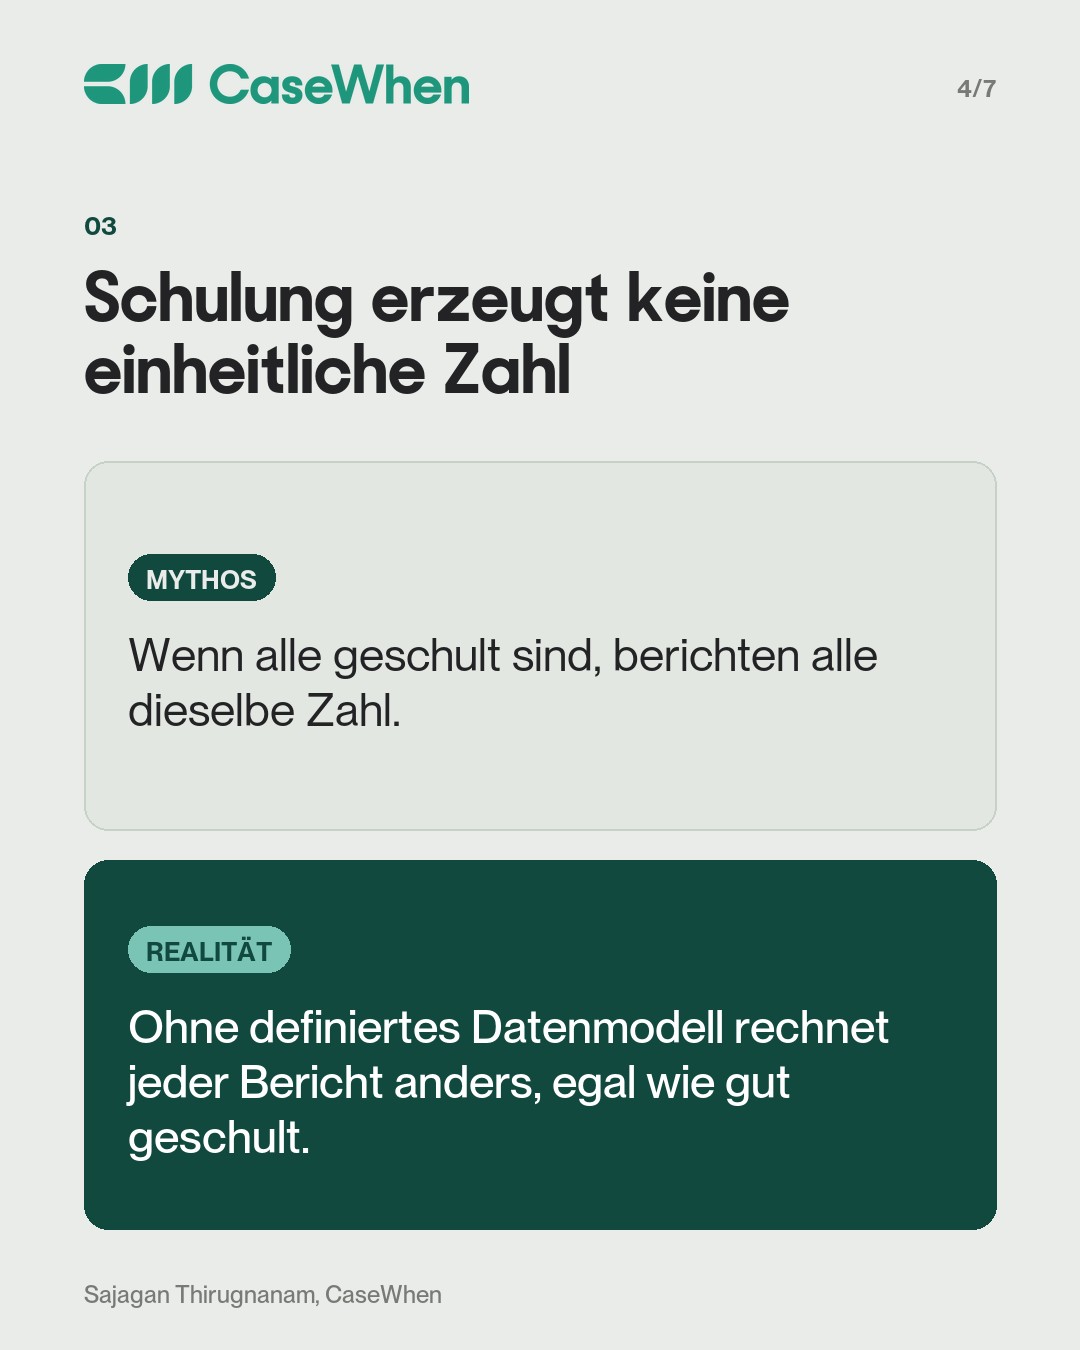 CaseWhen
4/7
03
Schulung erzeugt keine
einheitliche Zahl
MYTHOS
Wenn alle geschult sind, berichten alle
dieselbe Zahl.
REALITÄT
Ohne definiertes Datenmodell rechnet
jeder Bericht anders, egal wie gut
geschult.
Sajagan Thirugnanam, CaseWhen